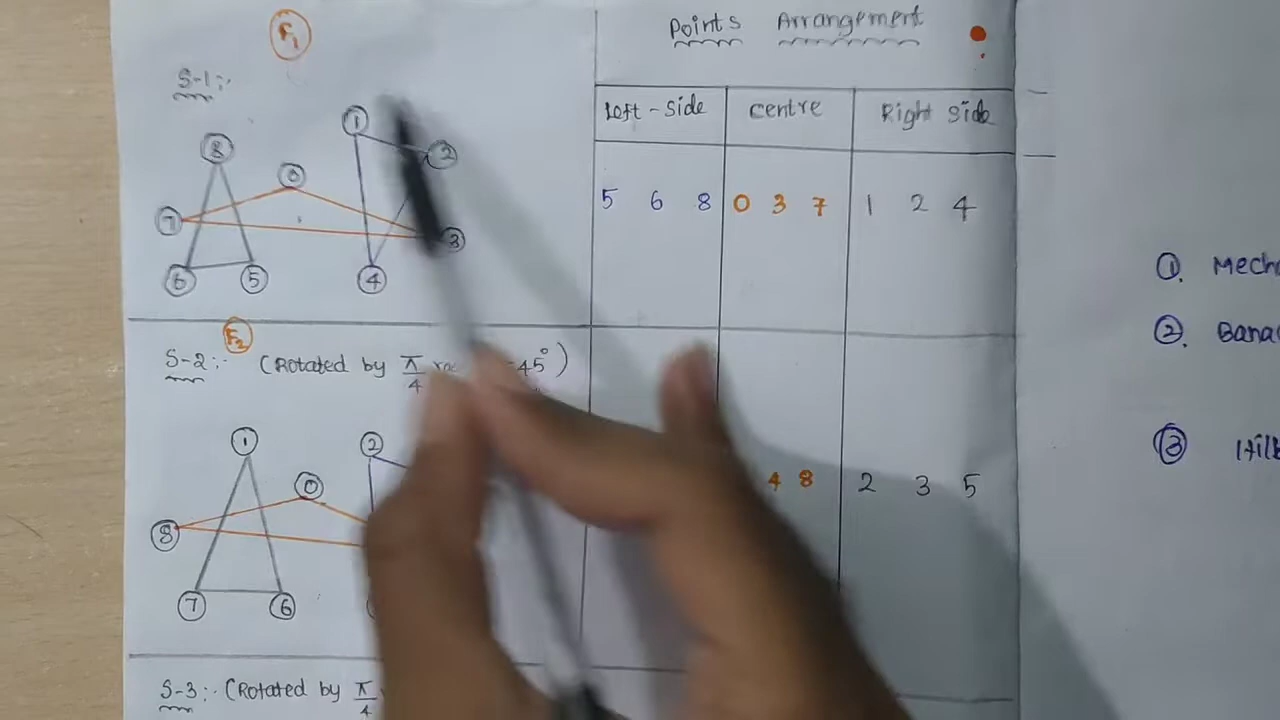 F1
Points Arrangement
S-1:-
Left-Side Centre Right Side
1
8
2
0
5 6 8 0 3 7 1 2 4
7
3
6 5 4
1. Mecha
F2
2. Bana
S-2:- (Rotated by π/4 45°)
1 2
3 Hilb
0
4 8 2 3 5
8
7 6
S-3:- (Rotated by π/4